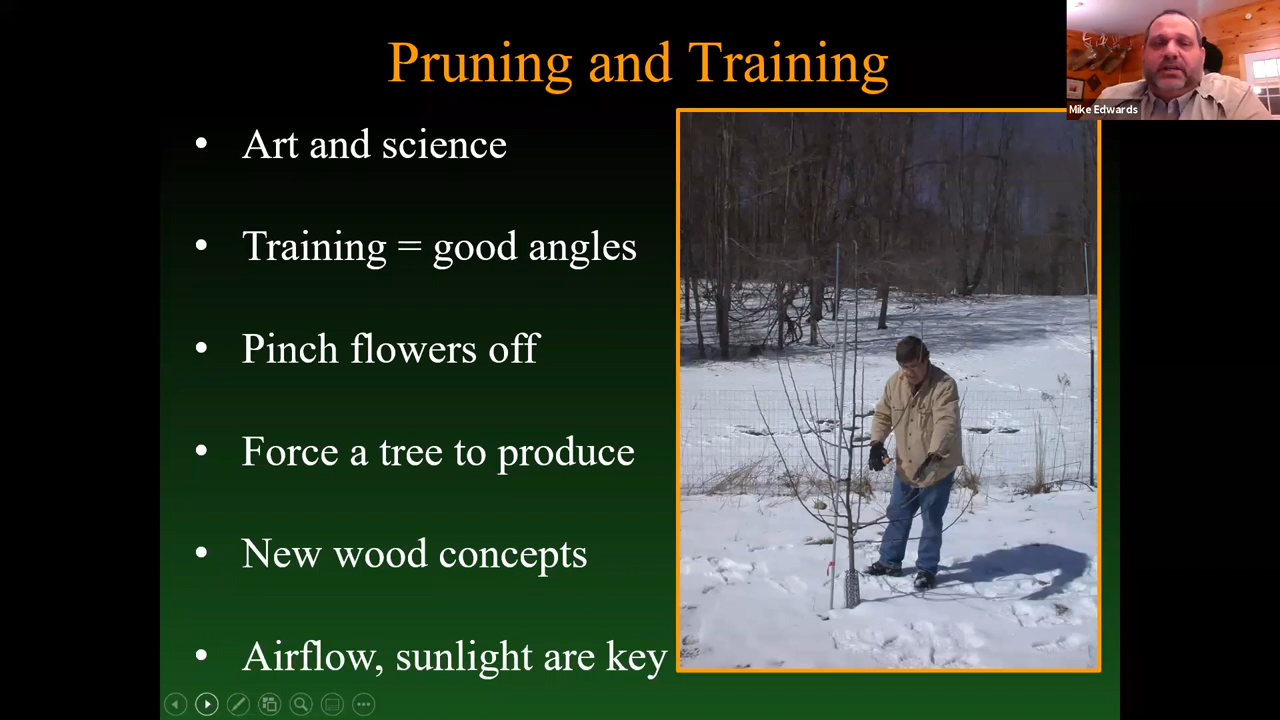 Pruning and Training
Mike Edwards
• Art and science
• Training = good angles
• Pinch flowers off
• Force a tree to produce
• New wood concepts
• Airflow, sunlight are key